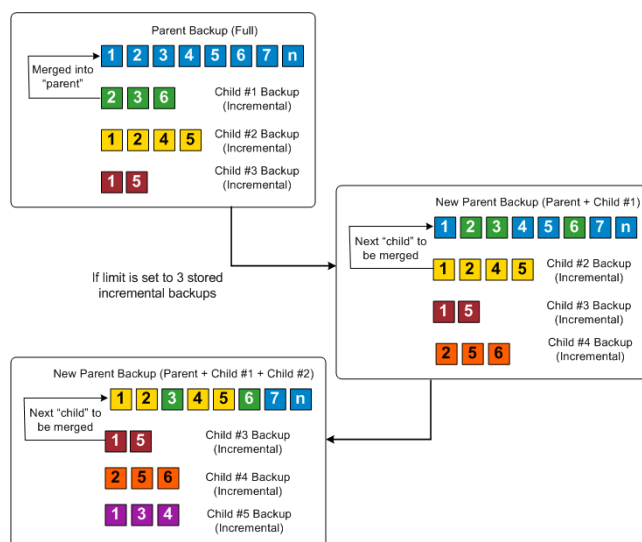 Parent Backup (Full)
1 2 3 4 5 6 7 n
Merged into
“parent”
2 3 6
Child #1 Backup
(Incremental)
1 2 4 5
Child #2 Backup
(Incremental)
1 5
Child #3 Backup
(Incremental)
If limit is set to 3 stored
incremental backups
New Parent Backup (Parent + Child #1)
1 2 3 4 5 6 7 n
Next “child” to
be merged
1 2 4 5
Child #2 Backup
(Incremental)
1 5
Child #3 Backup
(Incremental)
2 5 6
Child #4 Backup
(Incremental)
New Parent Backup (Parent + Child #1 + Child #2)
1 2 3 4 5 6 7 n
Next “child” to
be merged
1 5
Child #3 Backup
(Incremental)
2 5 6
Child #4 Backup
(Incremental)
1 3 4
Child #5 Backup
(Incremental)